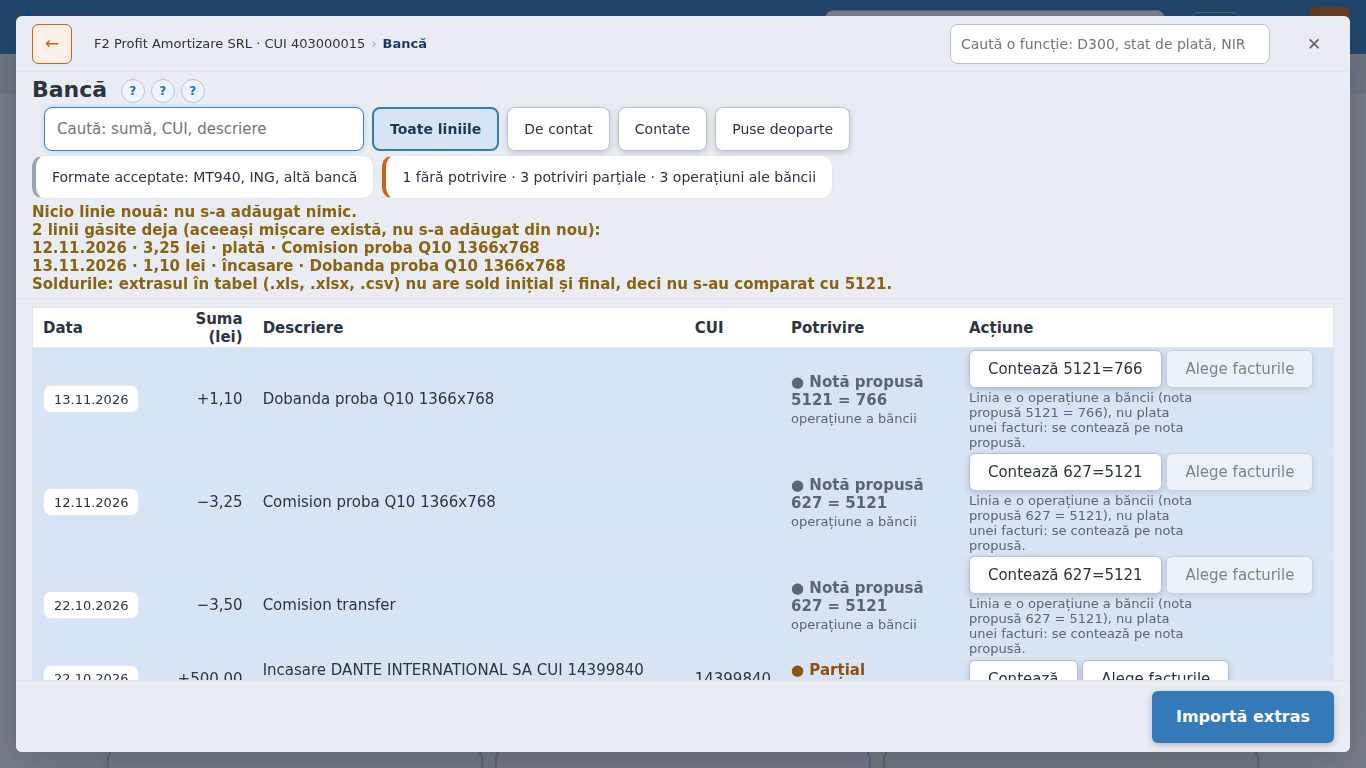 ←
F2 Profit Amortizare SRL · CUI 403000015 › Bancă
Caută o funcție: D300, stat de plată, NIR
✕
Bancă ? ? ?
Caută: sumă, CUI, descriere
Toate liniile
De contat
Contate
Puse deoparte
Formate acceptate: MT940, ING, altă bancă
1 fără potrivire · 3 potriviri parțiale · 3 operațiuni ale băncii
Nicio linie nouă: nu s-a adăugat nimic.
2 linii găsite deja (aceeași mișcare există, nu s-a adăugat din nou):
12.11.2026 · 3,25 lei · plată · Comision proba Q10 1366x768
13.11.2026 · 1,10 lei · încasare · Dobanda proba Q10 1366x768
Soldurile: extrasul în tabel (.xls, .xlsx, .csv) nu are sold inițial și final, deci nu s-au comparat cu 5121.
Data
Suma
(lei)
Descriere
CUI
Potrivire
Acțiune
13.11.2026
+1,10
Dobanda proba Q10 1366x768
● Notă propusă
5121 = 766
operațiune a băncii
Contează 5121=766
Alege facturile
Linia e o operațiune a băncii (nota
propusă 5121 = 766), nu plata
unei facturi: se contează pe nota
propusă.
12.11.2026
−3,25
Comision proba Q10 1366x768
● Notă propusă
627 = 5121
operațiune a băncii
Contează 627=5121
Alege facturile
Linia e o operațiune a băncii (nota
propusă 627 = 5121), nu plata
unei facturi: se contează pe nota
propusă.
22.10.2026
−3,50
Comision transfer
● Notă propusă
627 = 5121
operațiune a băncii
Contează 627=5121
Alege facturile
Linia e o operațiune a băncii (nota
propusă 627 = 5121), nu plata
unei facturi: se contează pe nota
propusă.
22.10.2026
+500,00
Incasare DANTE INTERNATIONAL SA CUI 14399840
14399840
● Parțial
Contează
Alege facturile
Importă extras